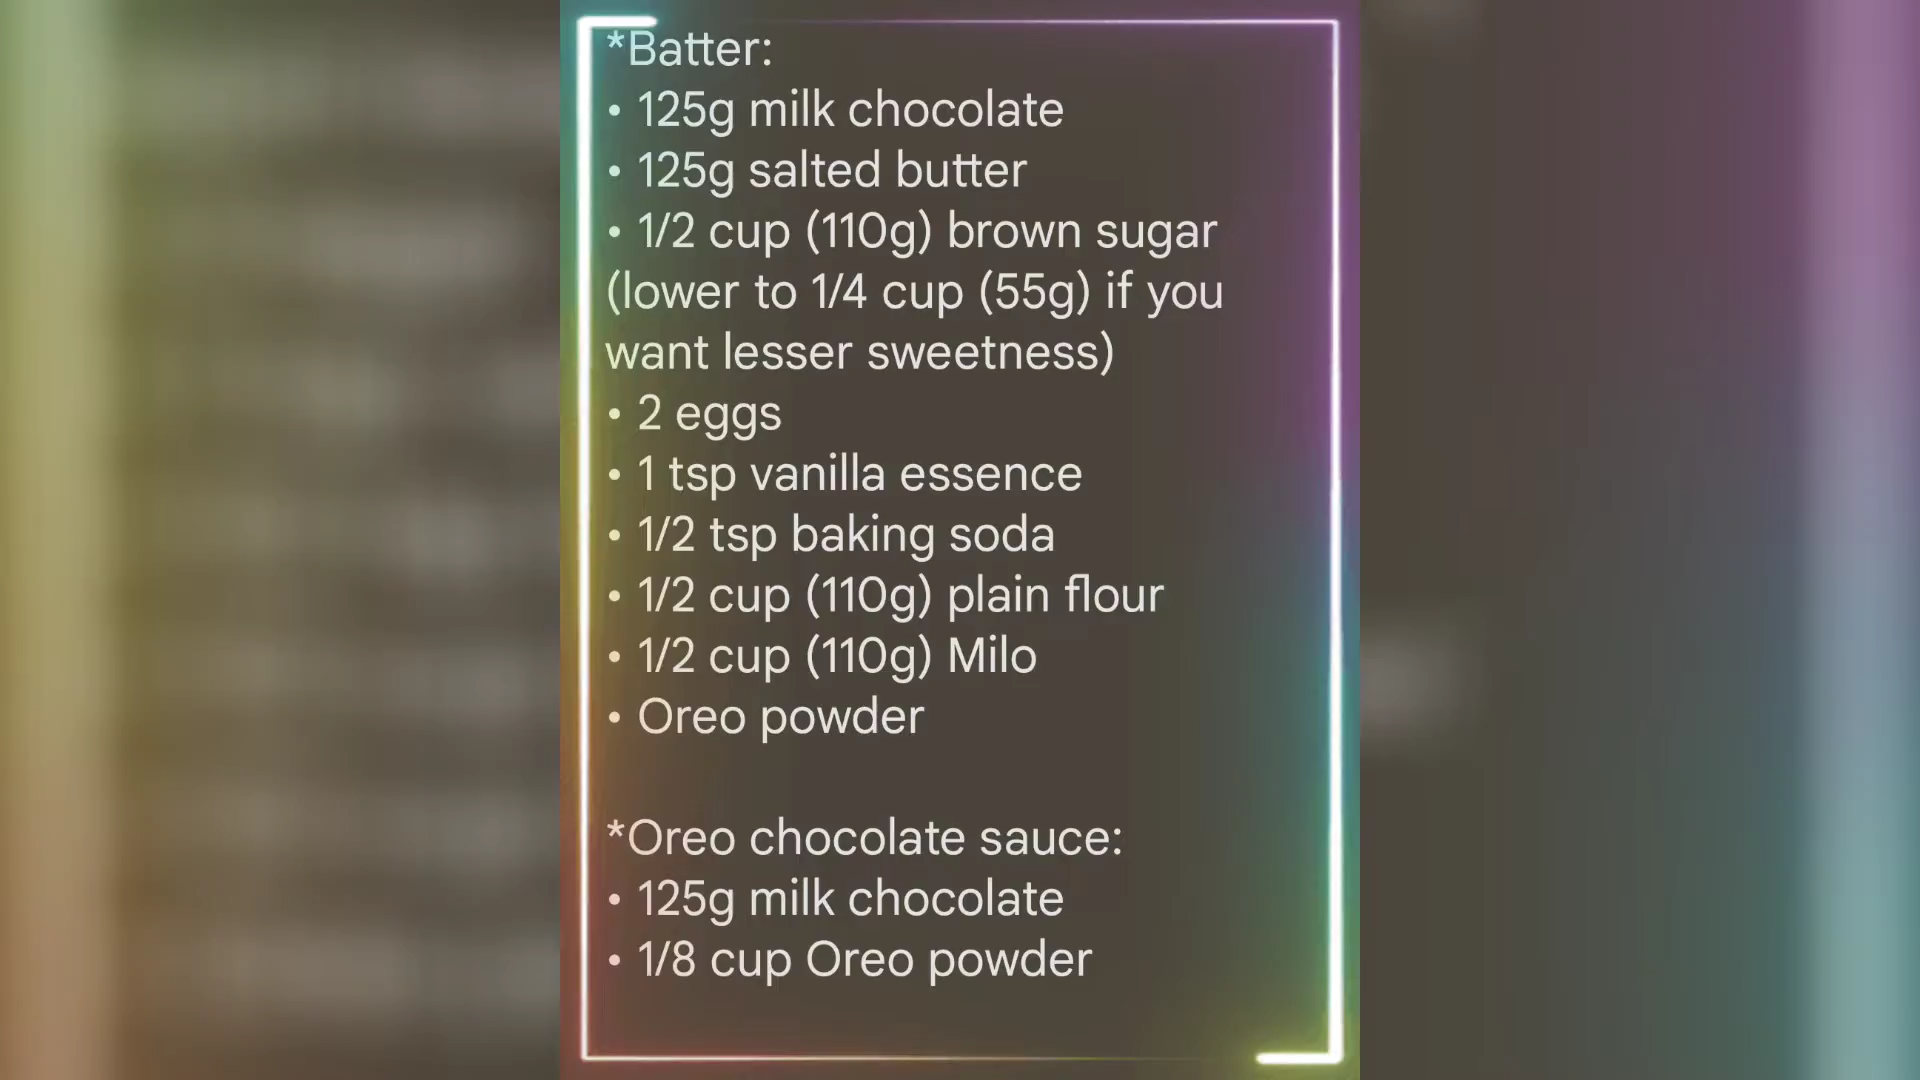 *Batter:
• 125g milk chocolate
• 125g salted butter
• 1/2 cup (110g) brown sugar
(lower to 1/4 cup (55g) if you
want lesser sweetness)
• 2 eggs
• 1 tsp vanilla essence
• 1/2 tsp baking soda
• 1/2 cup (110g) plain flour
• 1/2 cup (110g) Milo
• Oreo powder
*Oreo chocolate sauce:
• 125g milk chocolate
• 1/8 cup Oreo powder